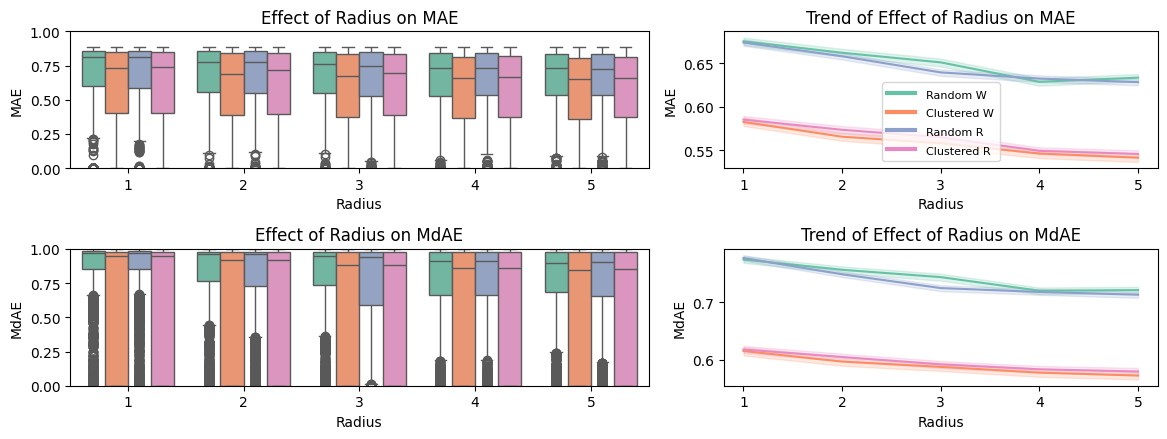 Effect of Radius on MAE
MAE
1.00
0.75
0.50
0.25
0.00
1 2 3 4 5
Radius
Trend of Effect of Radius on MAE
MAE
0.65
0.60
0.55
Random W
Clustered W
Random R
Clustered R
1 2 3 4 5
Radius
Effect of Radius on MdAE
MdAE
1.00
0.75
0.50
0.25
0.00
1 2 3 4 5
Radius
Trend of Effect of Radius on MdAE
MdAE
0.7
0.6
1 2 3 4 5
Radius